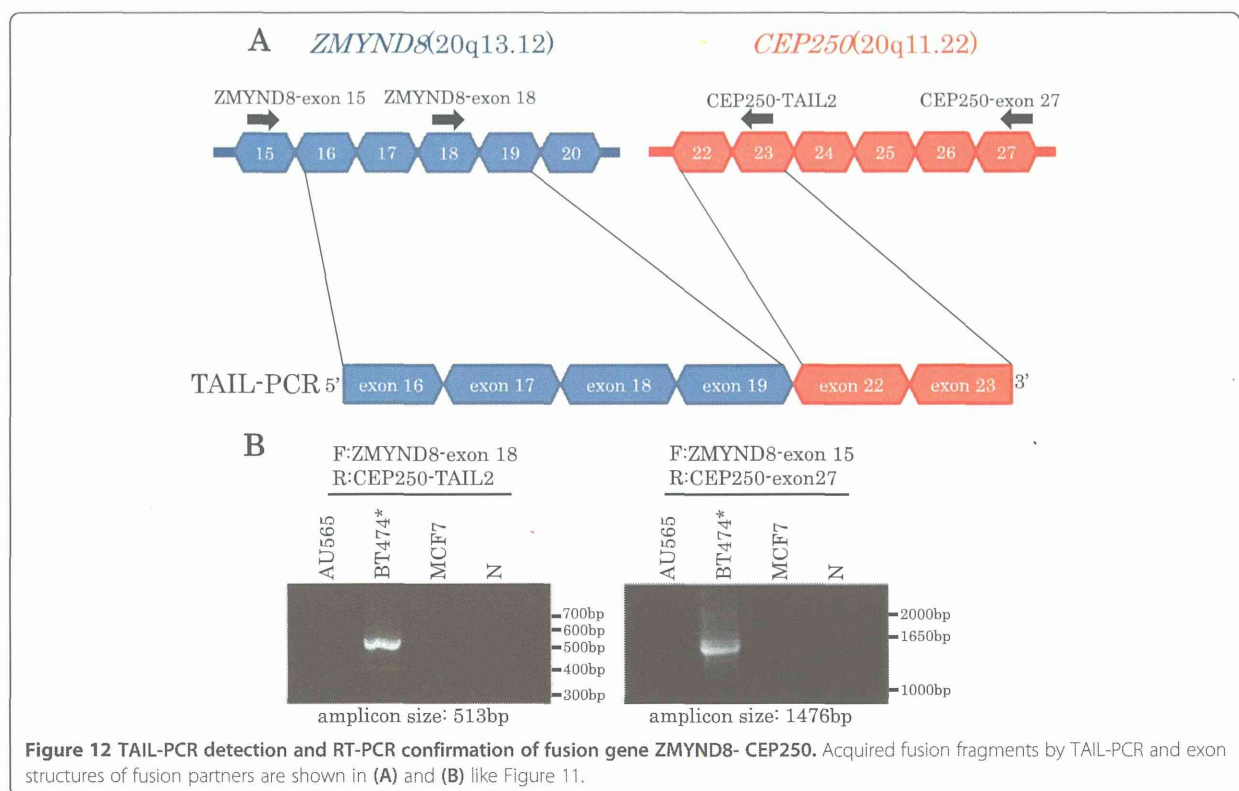 A ZMYND8(20q13.12) CEP250(20q11.22)
ZMYND8-exon 15 ZMYND8-exon 18 CEP250-TAIL2 CEP250-exon 27
15 16 17 18 19 20 22 23 24 25 26 27
TAIL-PCR 5' exon 16 exon 17 exon 18 exon 19 exon 22 exon 23 3'
B
F:ZMYND8-exon 18
R:CEP250-TAIL2
AU565
BT474*
MCF7
N
700bp
600bp
500bp
400bp
300bp
amplicon size: 513bp
F:ZMYND8-exon 15
R:CEP250-exon27
AU565
BT474*
MCF7
N
2000bp
1650bp
1000bp
amplicon size: 1476bp
Figure 12 TAIL-PCR detection and RT-PCR confirmation of fusion gene ZMYND8- CEP250. Acquired fusion fragments by TAIL-PCR and exon
structures of fusion partners are shown in (A) and (B) like Figure 11.